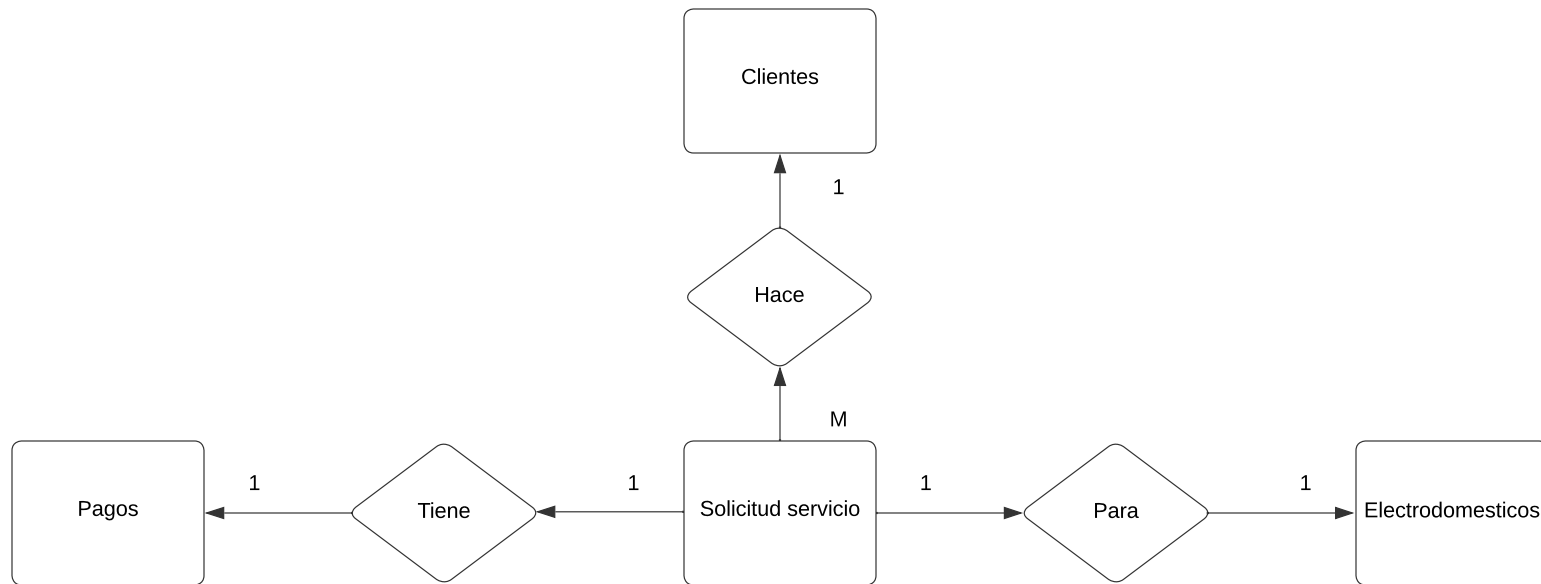 Clientes
1
Hace
M
Pagos
1
Tiene
1
Solicitud servicio
1
Para
1
Electrodomesticos